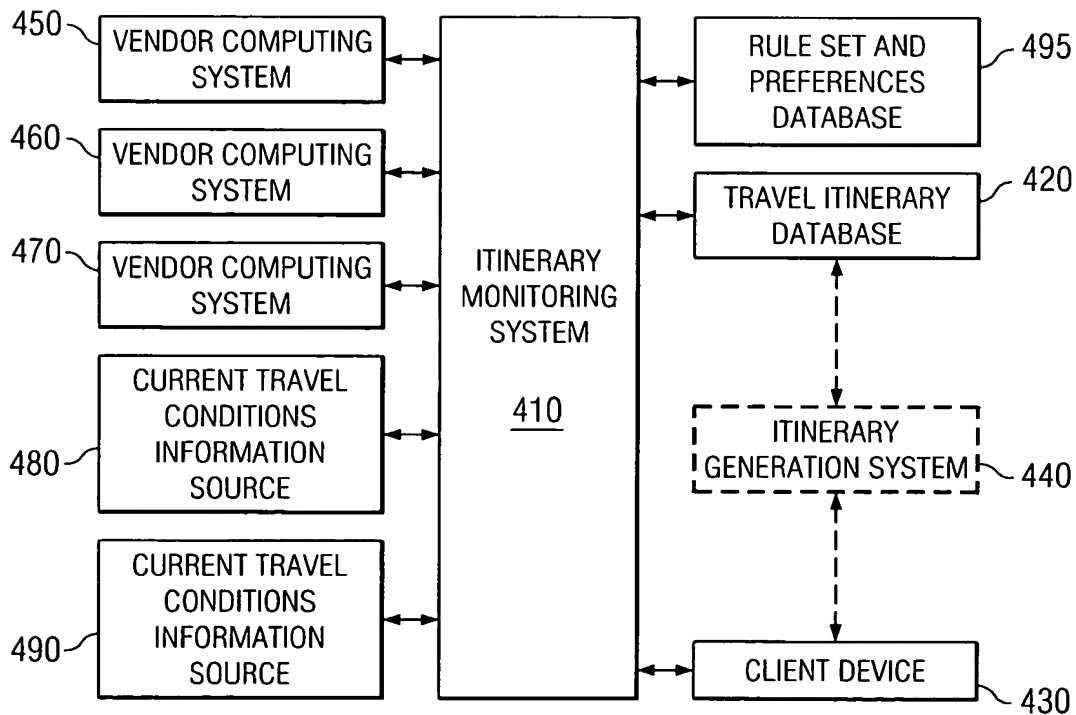 450
VENDOR COMPUTING
SYSTEM
460
VENDOR COMPUTING
SYSTEM
470
VENDOR COMPUTING
SYSTEM
480
CURRENT TRAVEL
CONDITIONS
INFORMATION
SOURCE
490
CURRENT TRAVEL
CONDITIONS
INFORMATION
SOURCE
ITINERARY
MONITORING
SYSTEM
410
RULE SET AND
PREFERENCES
DATABASE
495
TRAVEL ITINERARY
DATABASE
420
ITINERARY
GENERATION SYSTEM
440
CLIENT DEVICE
430